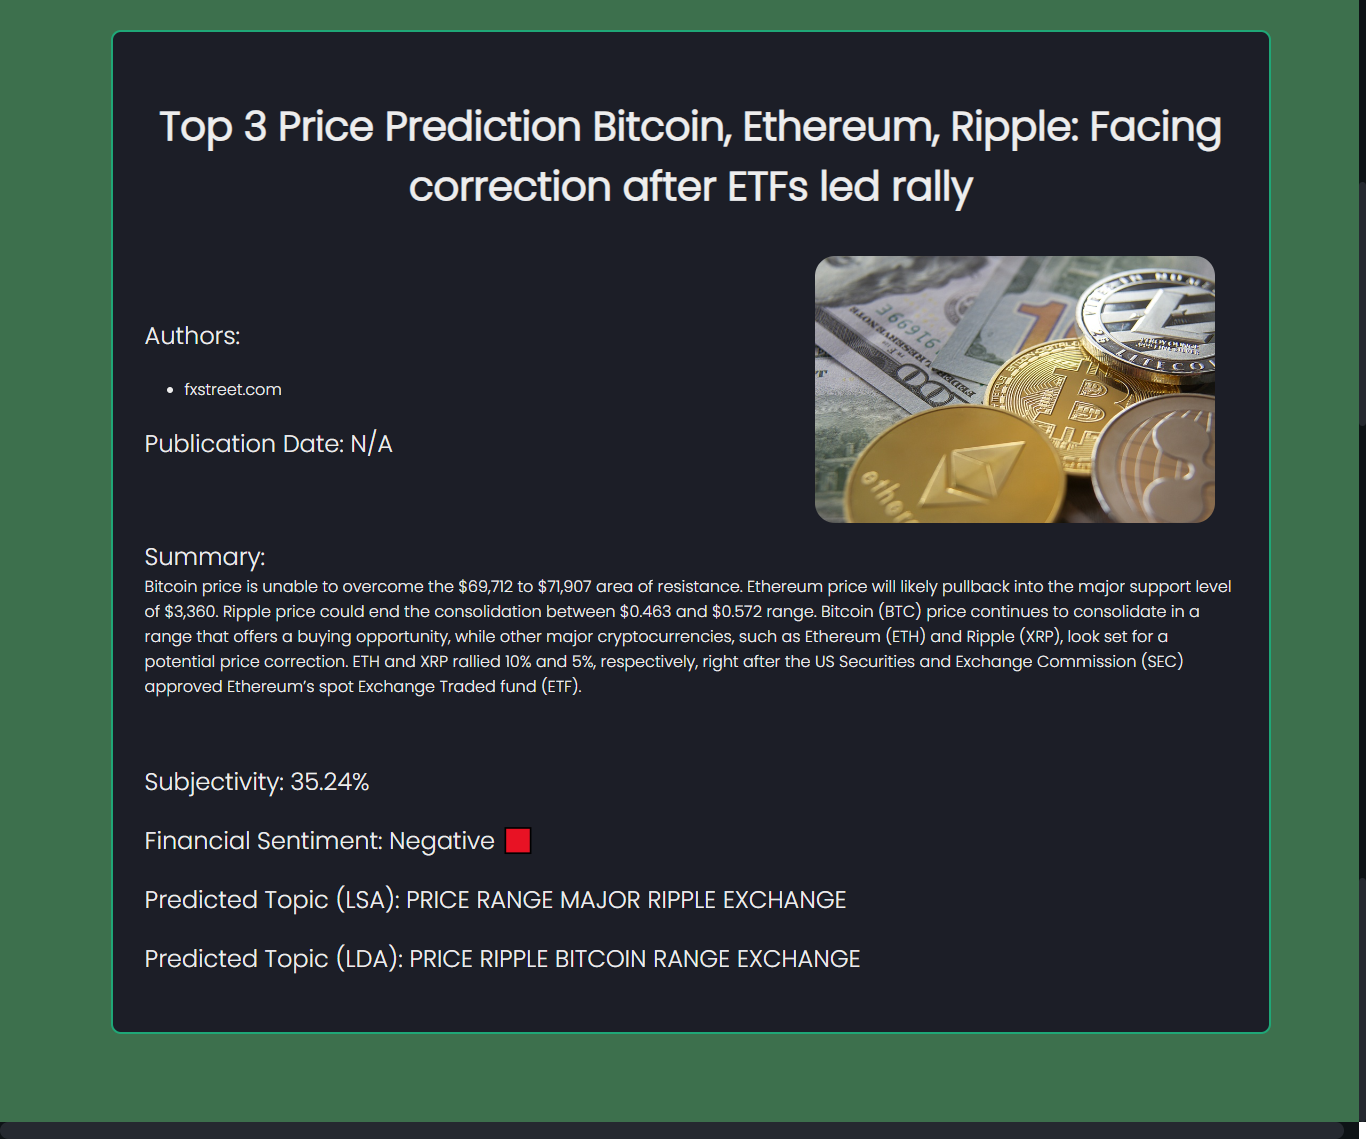 Top 3 Price Prediction Bitcoin, Ethereum, Ripple: Facing
correction after ETFs led rally
Authors:
• fxstreet.com
Publication Date: N/A
100
LITECO
ether
Summary:
Bitcoin price is unable to overcome the $69,712 to $71,907 area of resistance. Ethereum price will likely pullback into the major support level
of $3,360. Ripple price could end the consolidation between $0.463 and $0.572 range. Bitcoin (BTC) price continues to consolidate in a
range that offers a buying opportunity, while other major cryptocurrencies, such as Ethereum (ETH) and Ripple (XRP), look set for a
potential price correction. ETH and XRP rallied 10% and 5%, respectively, right after the US Securities and Exchange Commission (SEC)
approved Ethereum’s spot Exchange Traded fund (ETF).
Subjectivity: 35.24%
Financial Sentiment: Negative
Predicted Topic (LSA): PRICE RANGE MAJOR RIPPLE EXCHANGE
Predicted Topic (LDA): PRICE RIPPLE BITCOIN RANGE EXCHANGE